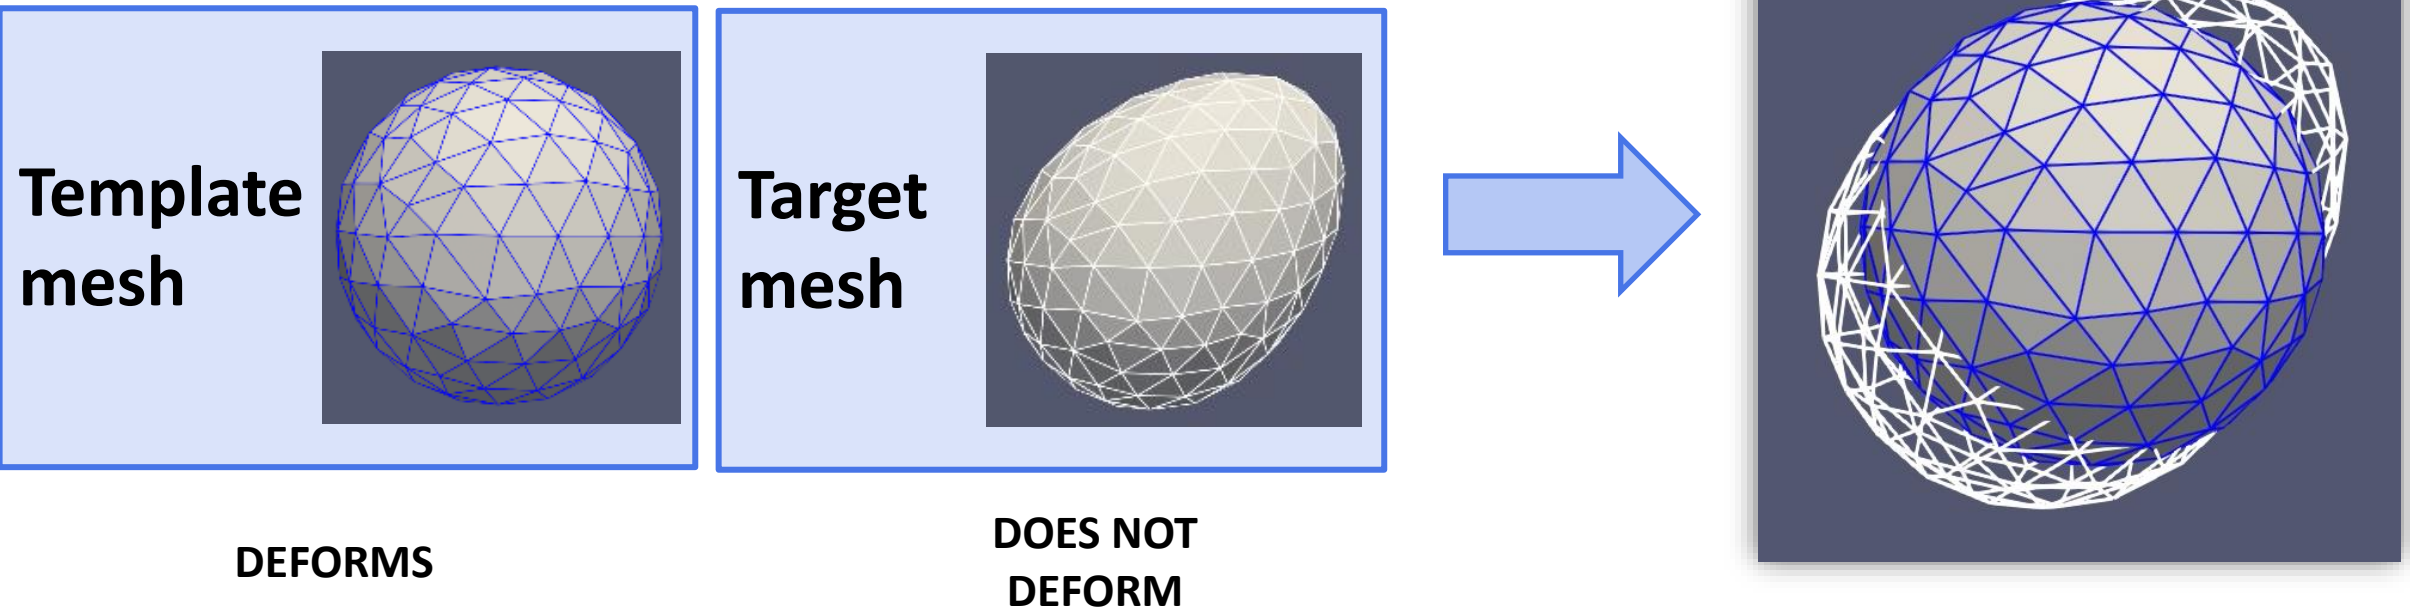 Template
mesh
Target
mesh
DEFORMS
DOES NOT
DEFORM